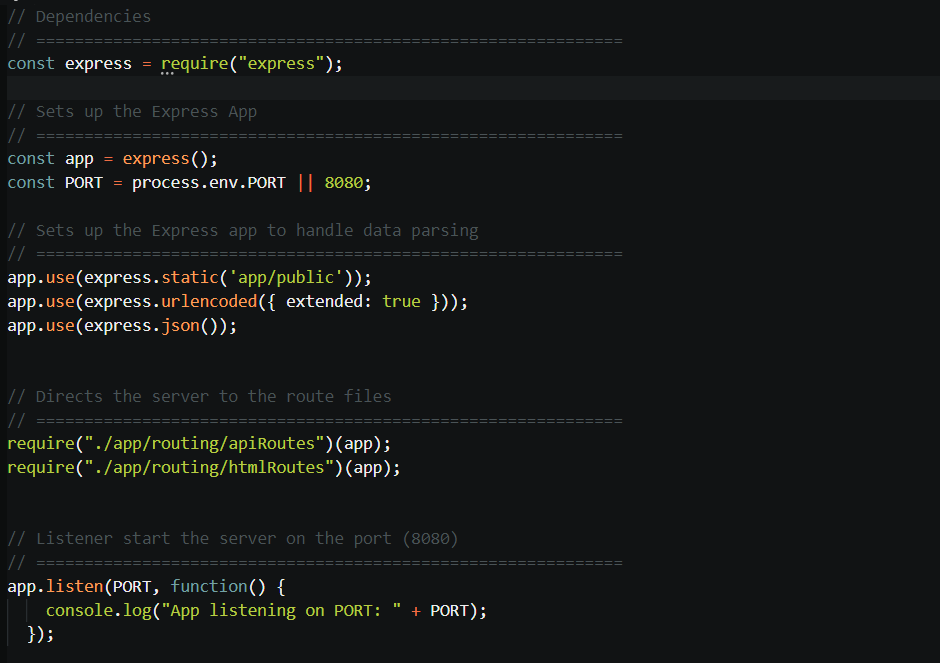 // Dependencies
// =============================================================
const express = require("express");
// Sets up the Express App
// =============================================================
const app = express();
const PORT = process.env.PORT || 8080;
// Sets up the Express app to handle data parsing
// =============================================================
app.use(express.static('app/public'));
app.use(express.urlencoded({ extended: true }));
app.use(express.json());
// Directs the server to the route files
// =============================================================
require("./app/routing/apiRoutes")(app);
require("./app/routing/htmlRoutes")(app);
// Listener start the server on the port (8080)
// =============================================================
app.listen(PORT, function() {
console.log("App listening on PORT: " + PORT);
});